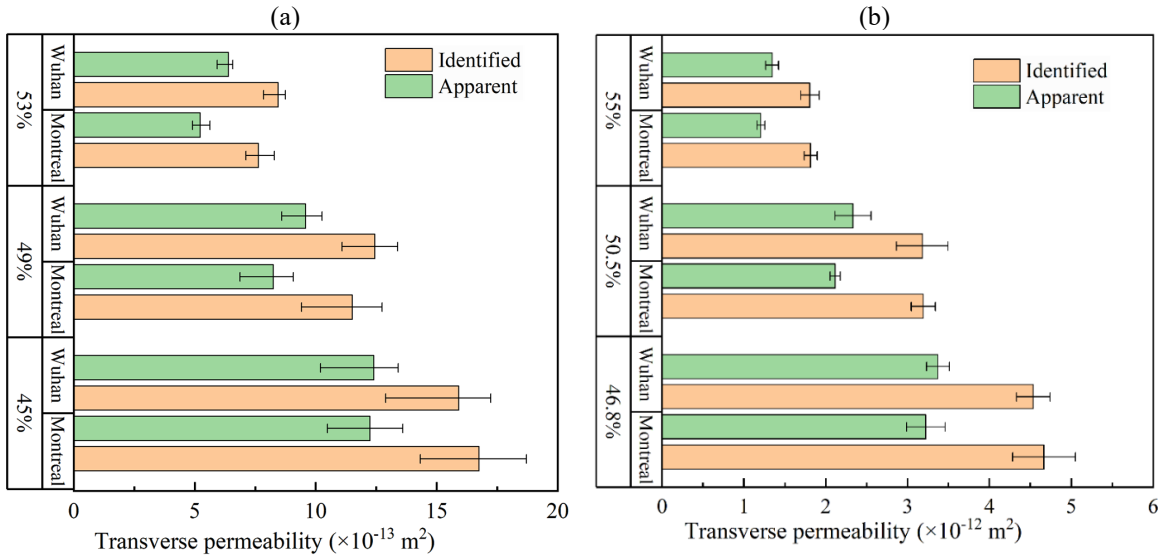 (a)
Identified
Apparent
53%
Wuhan
Montreal
49%
Wuhan
Montreal
45%
Wuhan
Montreal
0
5
10
15
20
Transverse permeability (×10⁻¹³ m²)
(b)
Identified
Apparent
55%
Wuhan
Montreal
50.5%
Wuhan
Montreal
46.8%
Wuhan
Montreal
0
1
2
3
4
5
6
Transverse permeability (×10⁻¹² m²)